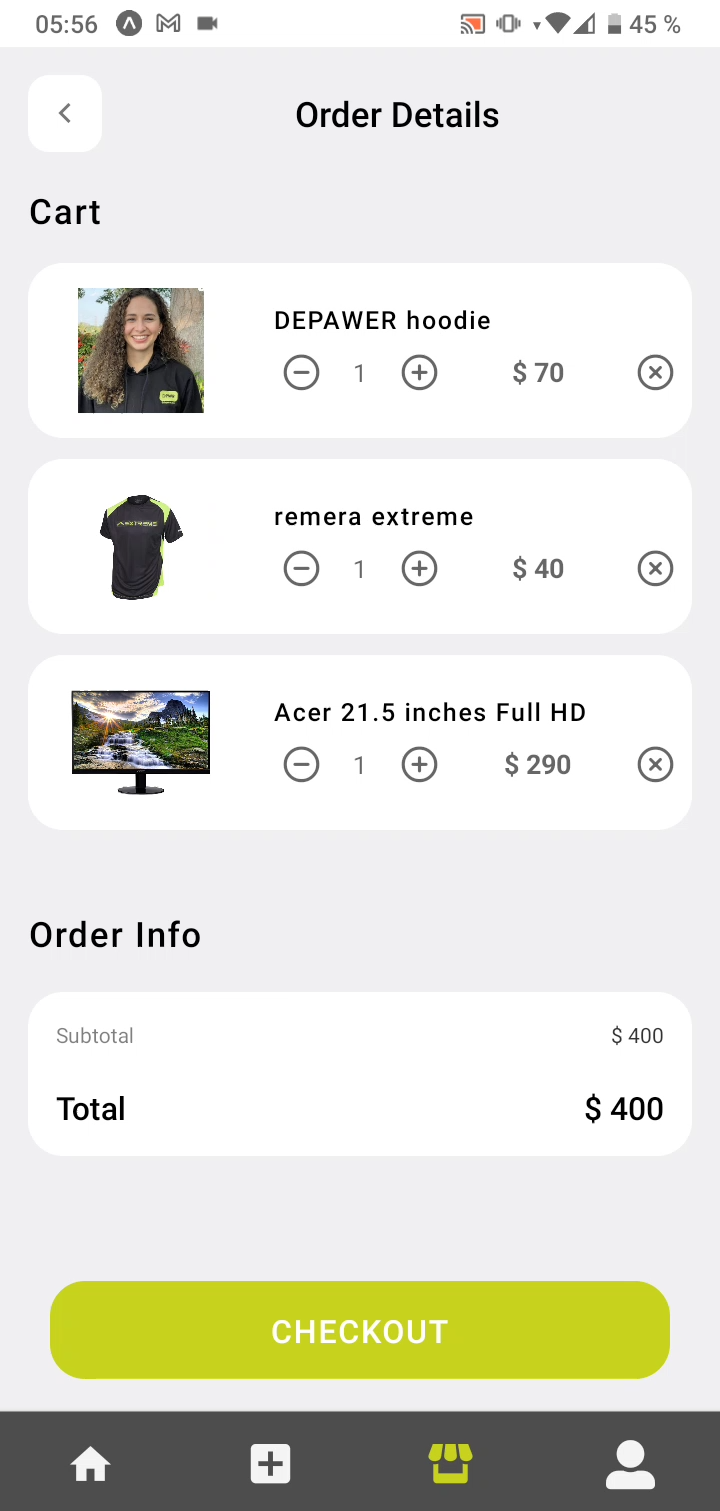 05:56
45 %
Order Details
Cart
DEPAWER hoodie
1
$ 70
remera extreme
1
$ 40
Acer 21.5 inches Full HD
1
$ 290
Order Info
Subtotal
$ 400
Total
$ 400
CHECKOUT